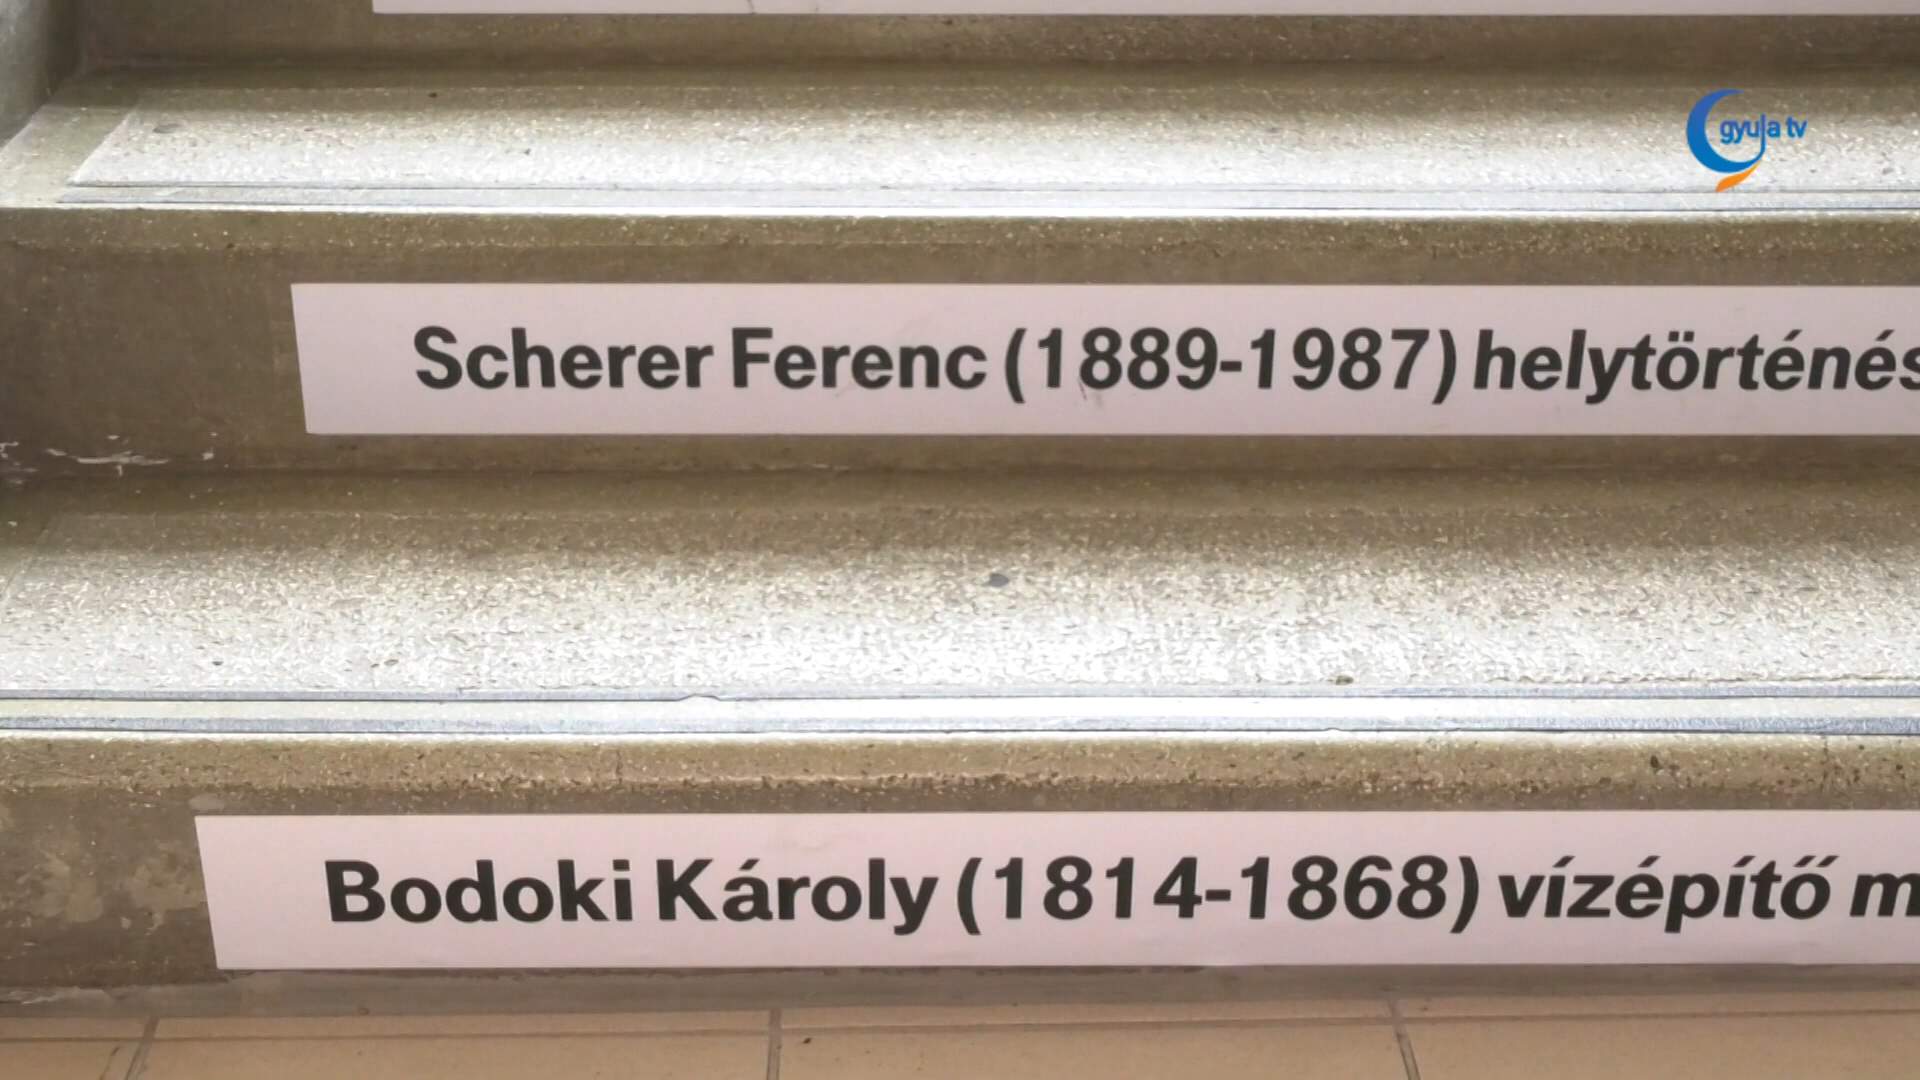 gyula tv
Scherer Ferenc (1889-1987) helytörténés
Bodoki Károly (1814-1868) vízépítő m